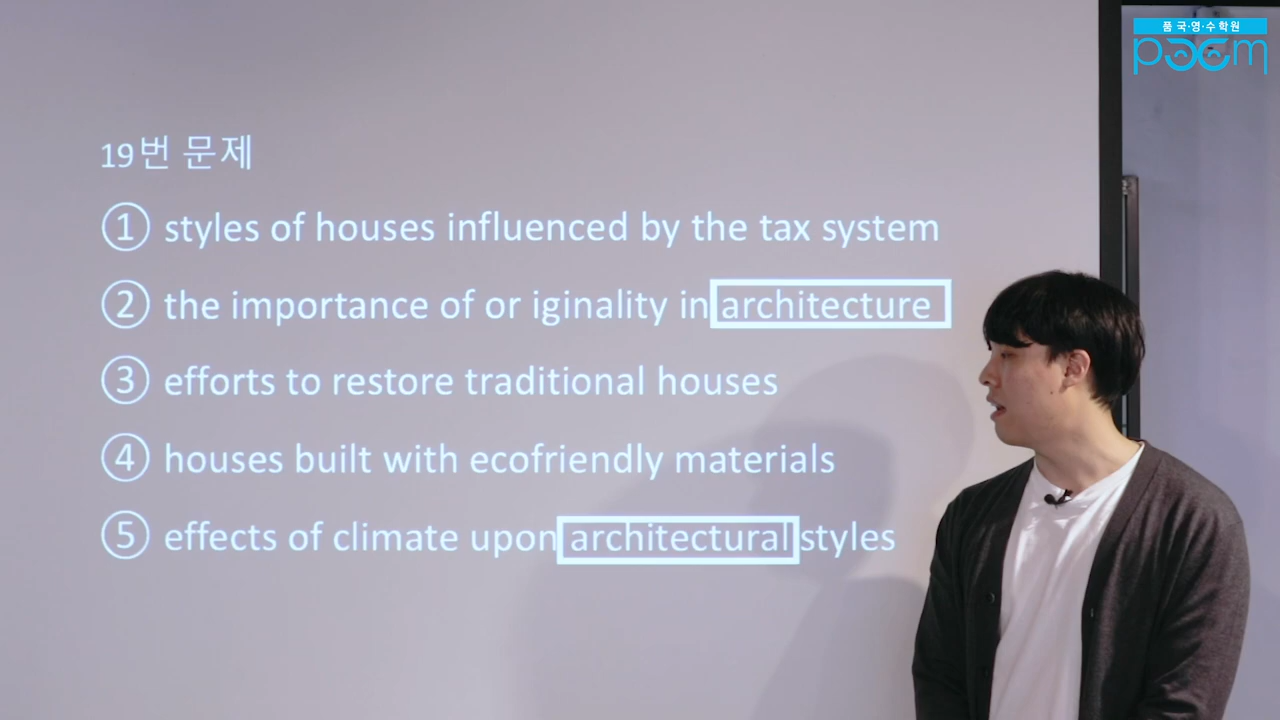 품 국·영·수 학원
poem
19번 문제
① styles of houses influenced by the tax system
② the importance of or iginality in architecture
③ efforts to restore traditional houses
④ houses built with ecofriendly materials
⑤ effects of climate upon architectural styles